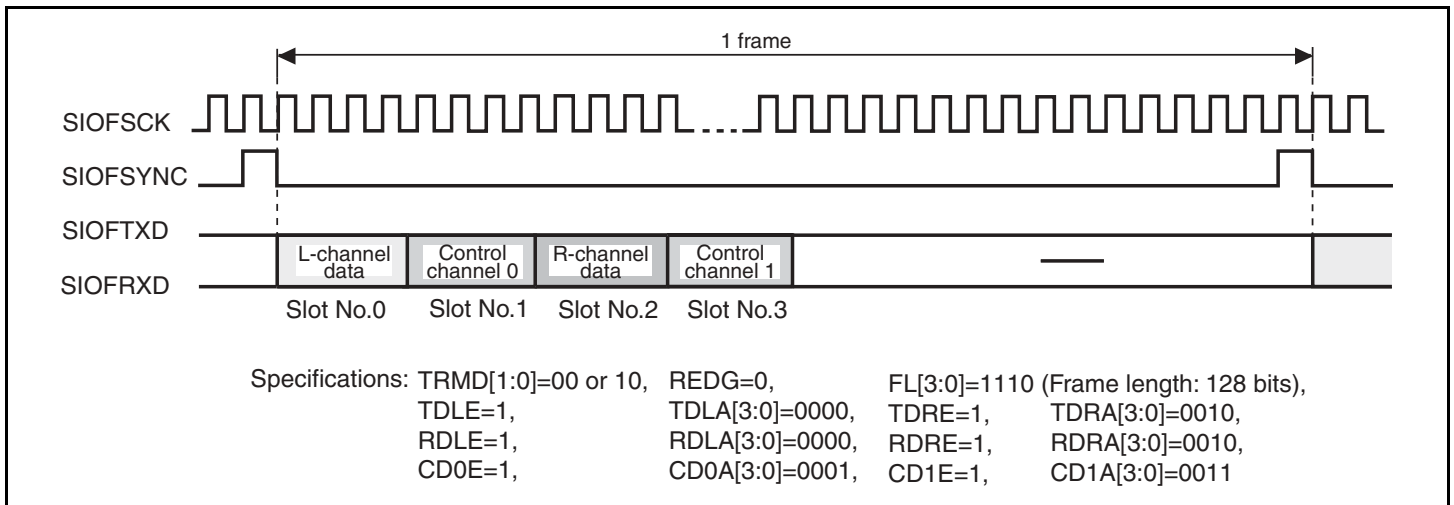 1 frame
SIOFSCK
SIOFSYNC
SIOFTXD
SIOFRXD
L-channel data
Control channel 0
R-channel data
Control channel 1
Slot No.0 Slot No.1 Slot No.2 Slot No.3
Specifications: TRMD[1:0]=00 or 10, REDG=0, FL[3:0]=1110 (Frame length: 128 bits),
TDLE=1, TDLA[3:0]=0000, TDRE=1, TDRA[3:0]=0010,
RDLE=1, RDLA[3:0]=0000, RDRE=1, RDRA[3:0]=0010,
CD0E=1, CD0A[3:0]=0001, CD1E=1, CD1A[3:0]=0011